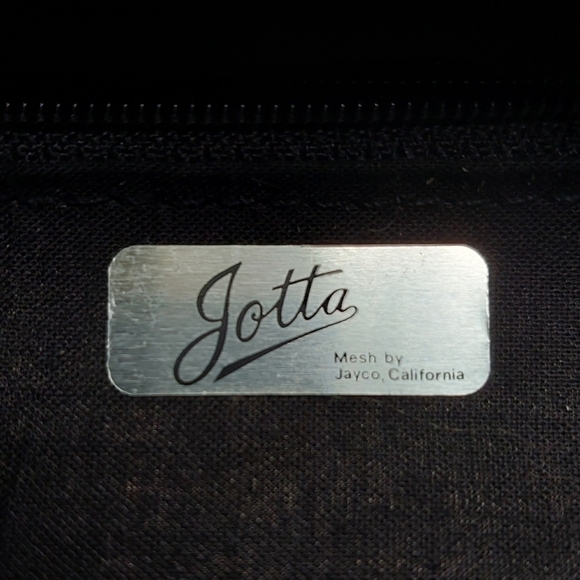 Jotta
Mesh by
Jayco, California